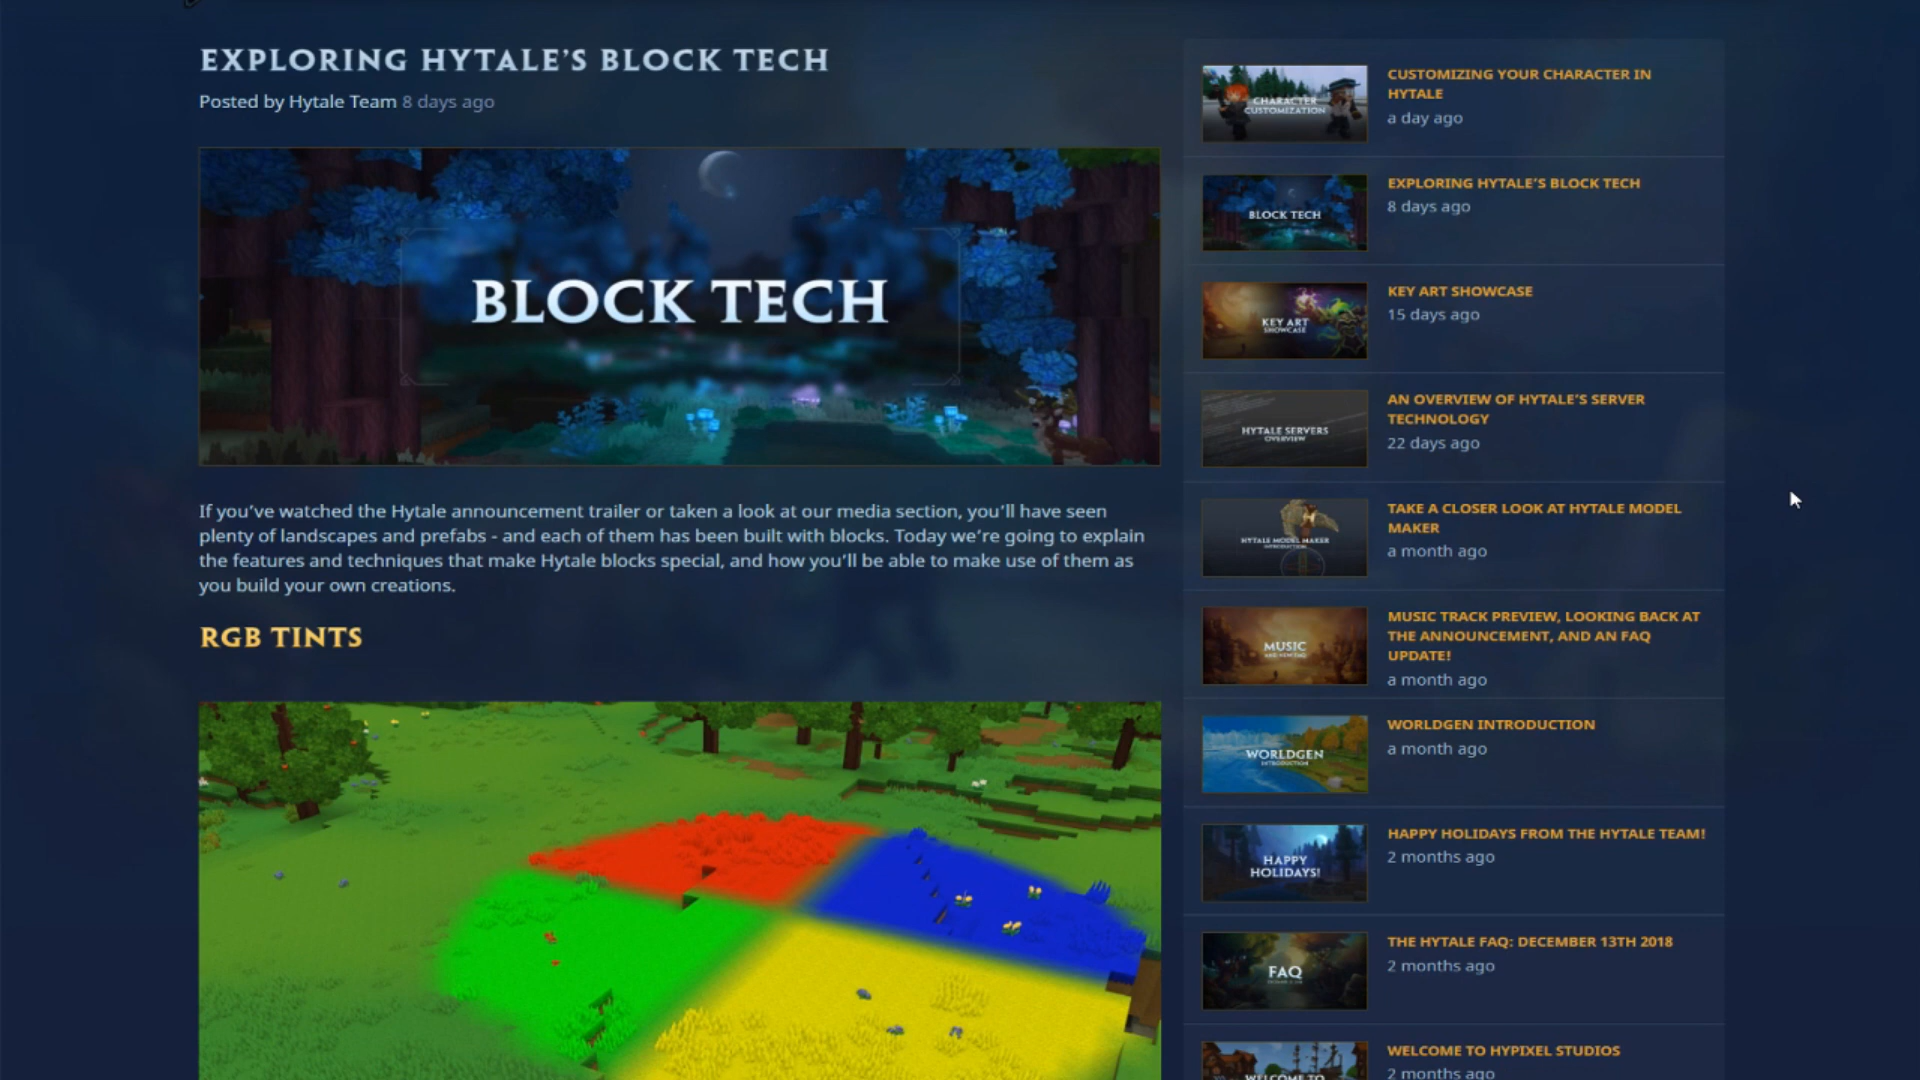 EXPLORING HYTALE'S BLOCK TECH
Posted by Hytale Team 8 days ago
BLOCK TECH
If you've watched the Hytale announcement trailer or taken a look at our media section, you'll have seen
plenty of landscapes and prefabs - and each of them has been built with blocks. Today we're going to explain
the features and techniques that make Hytale blocks special, and how you'll be able to make use of them as
you build your own creations.
RGB TINTS
CHARACTER
CUSTOMIZATION
CUSTOMIZING YOUR CHARACTER IN
HYTALE
a day ago
BLOCK TECH
EXPLORING HYTALE'S BLOCK TECH
8 days ago
KEY ART
SHOWCASE
KEY ART SHOWCASE
15 days ago
HYTALE SERVERS
OVERVIEW
AN OVERVIEW OF HYTALE'S SERVER
TECHNOLOGY
22 days ago
HYTALE MODEL MAKER
INTRODUCTION
TAKE A CLOSER LOOK AT HYTALE MODEL
MAKER
a month ago
MUSIC
MUSIC TRACK PREVIEW, LOOKING BACK AT
THE ANNOUNCEMENT, AND AN FAQ
UPDATE!
a month ago
WORLDGEN
INTRODUCTION
WORLDGEN INTRODUCTION
a month ago
HAPPY
HOLIDAYS!
HAPPY HOLIDAYS FROM THE HYTALE TEAM!
2 months ago
FAQ
THE HYTALE FAQ: DECEMBER 13TH 2018
2 months ago
WELCOME TO
WELCOME TO HYPIXEL STUDIOS
2 months ago